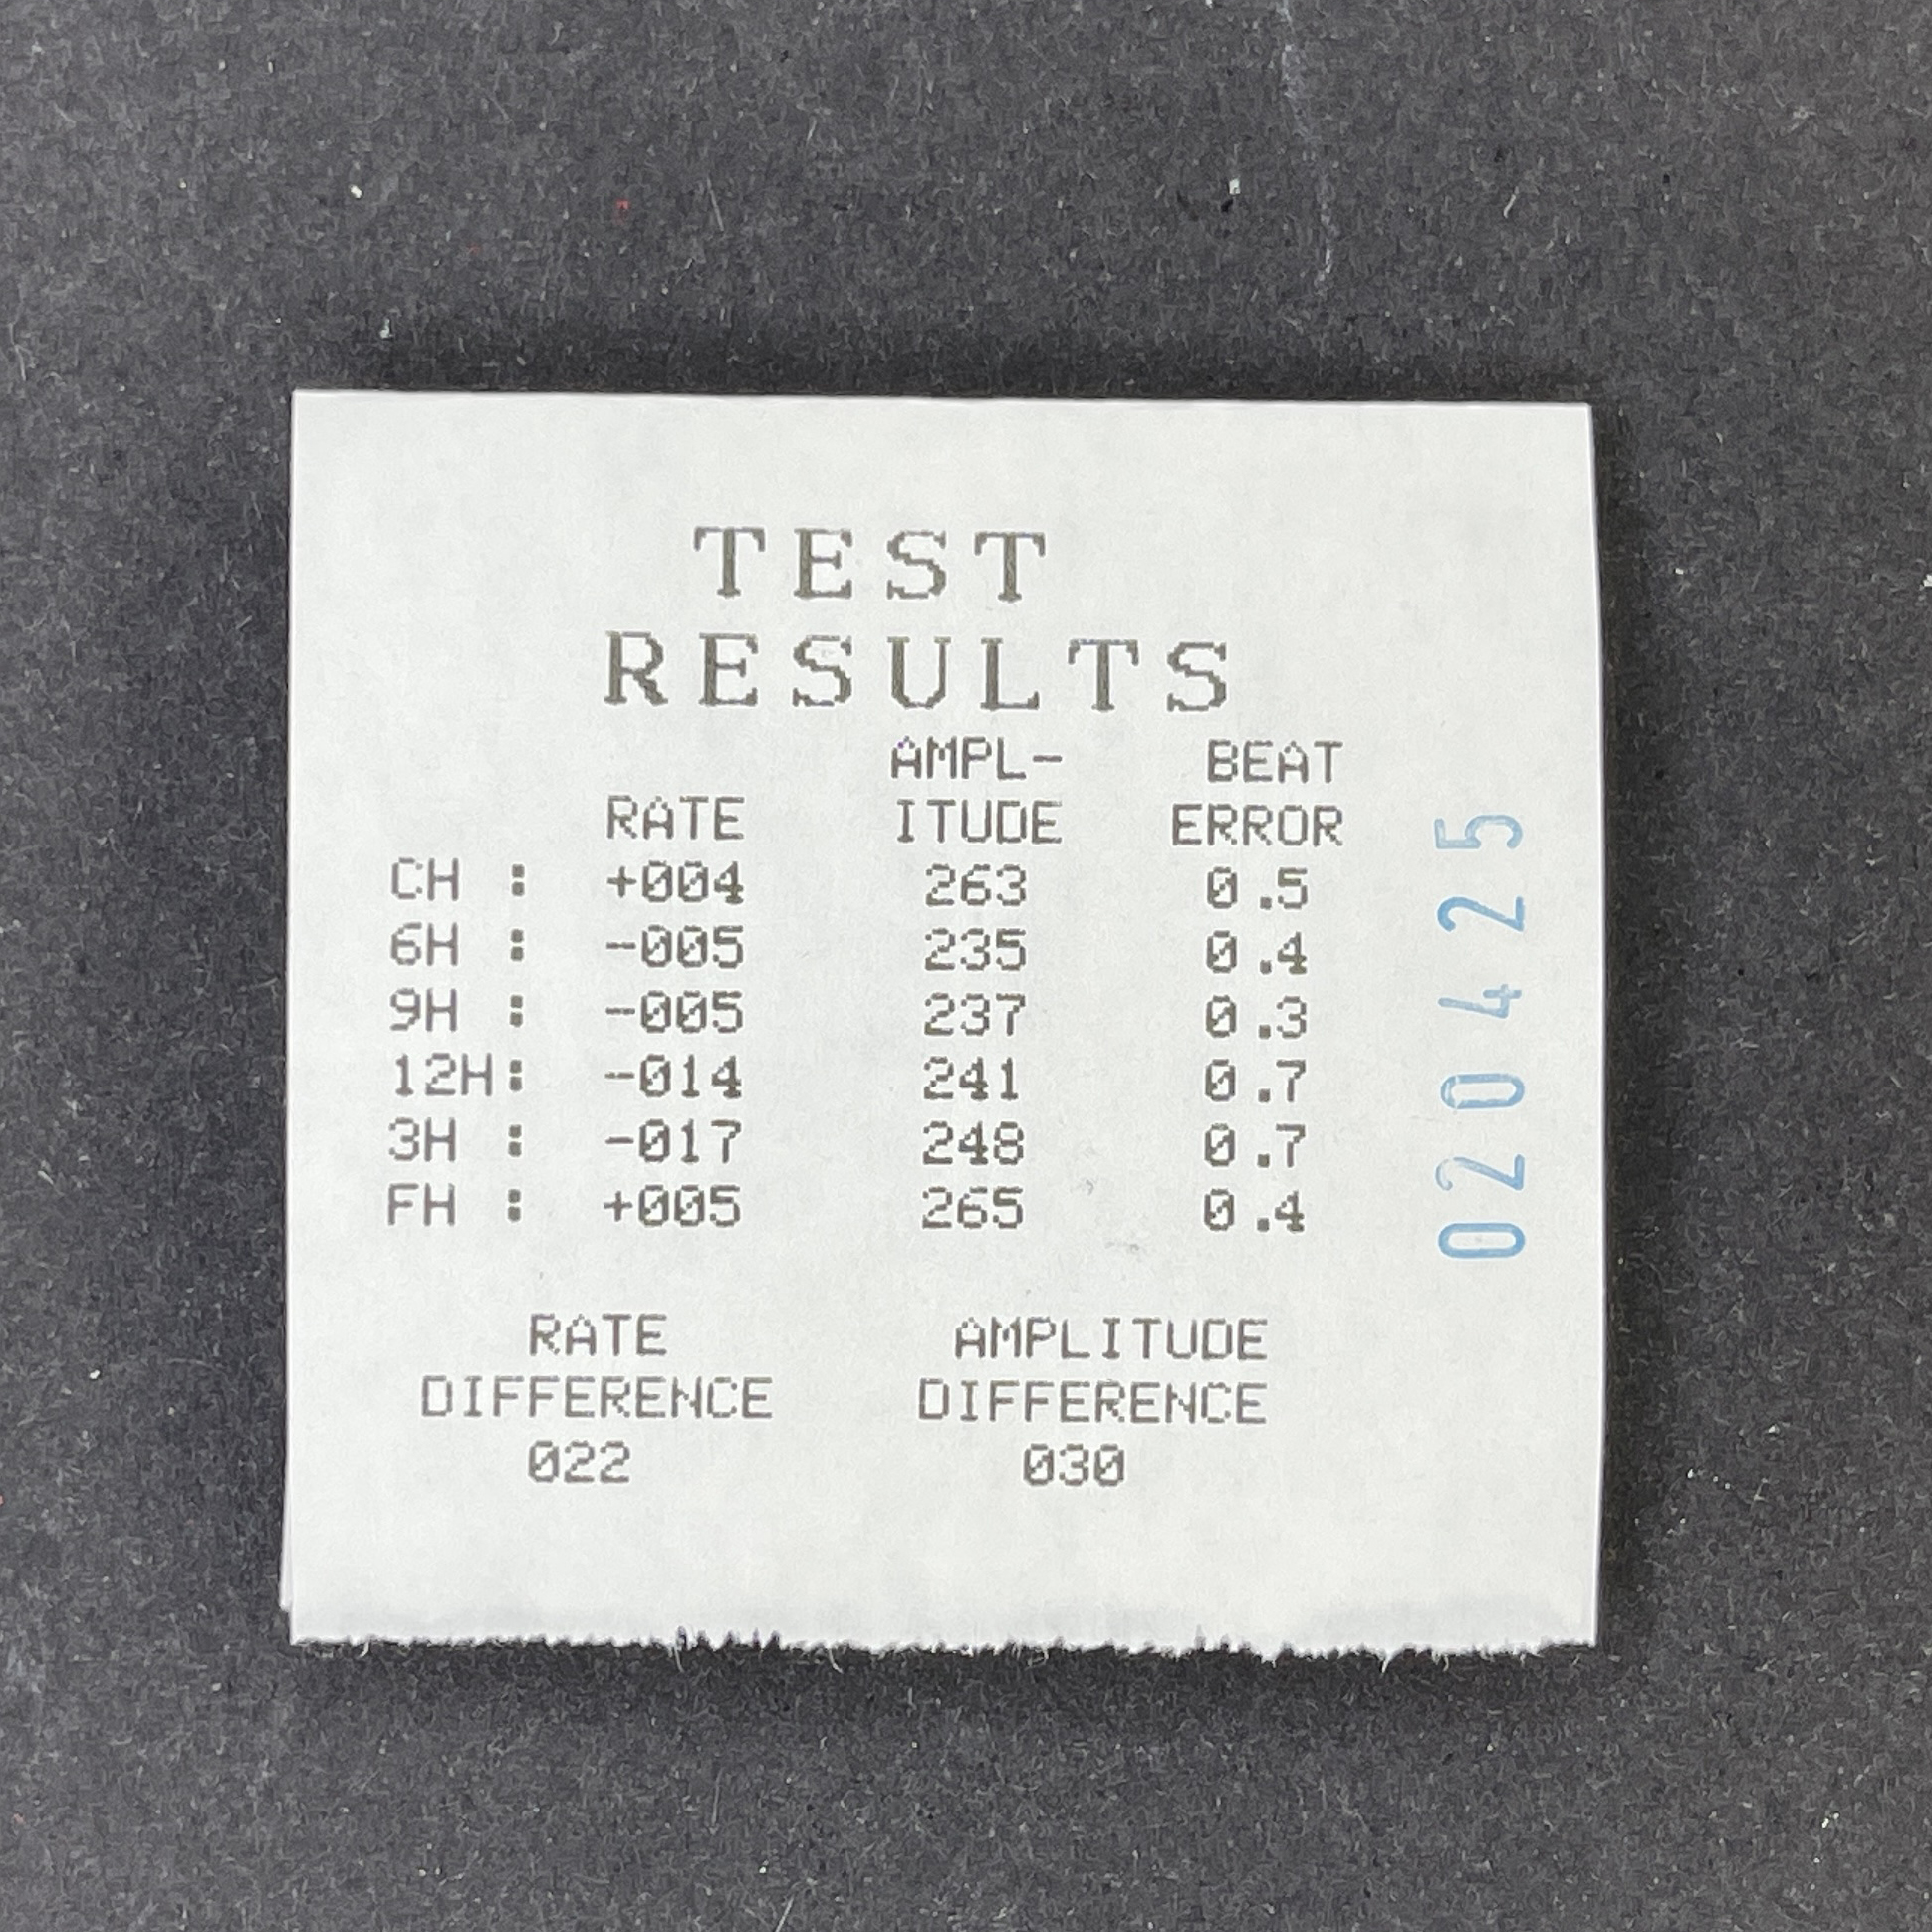 TEST
RESULTS
AMPL- BEAT
RATE ITUDE ERROR
CH : +004 263 0.5
6H : -005 235 0.4
9H : -005 237 0.3
12H: -014 241 0.7
3H : -017 248 0.7
FH : +005 265 0.4
RATE AMPLITUDE
DIFFERENCE DIFFERENCE
022 030
020425